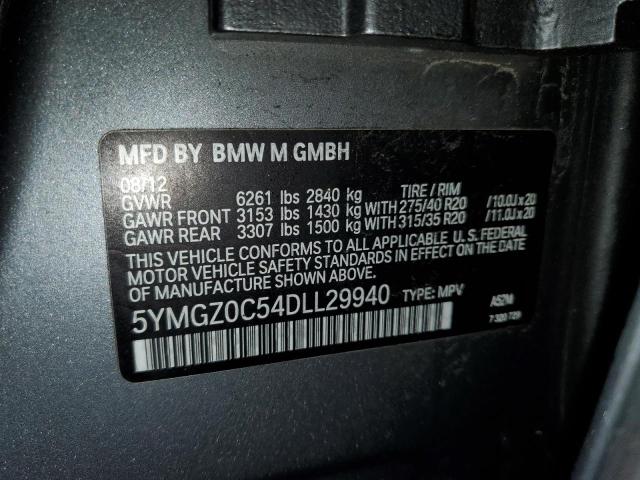 MFD BY BMW M GMBH
08/12 TIRE / RIM
GVWR 6261 lbs 2840 kg
GAWR FRONT 3153 lbs 1430 kg WITH 275/40 R20 /10.0J x 20
GAWR REAR 3307 lbs 1500 kg WITH 315/35 R20 /11.0J x 20
THIS VEHICLE CONFORMS TO ALL APPLICABLE U. S. FEDERAL
MOTOR VEHICLE SAFETY STANDARDS IN EFFECT ON THE DATE
OF MANUFACTURE SHOWN ABOVE.
5YMGZ0C54DLL29940 TYPE: MPV